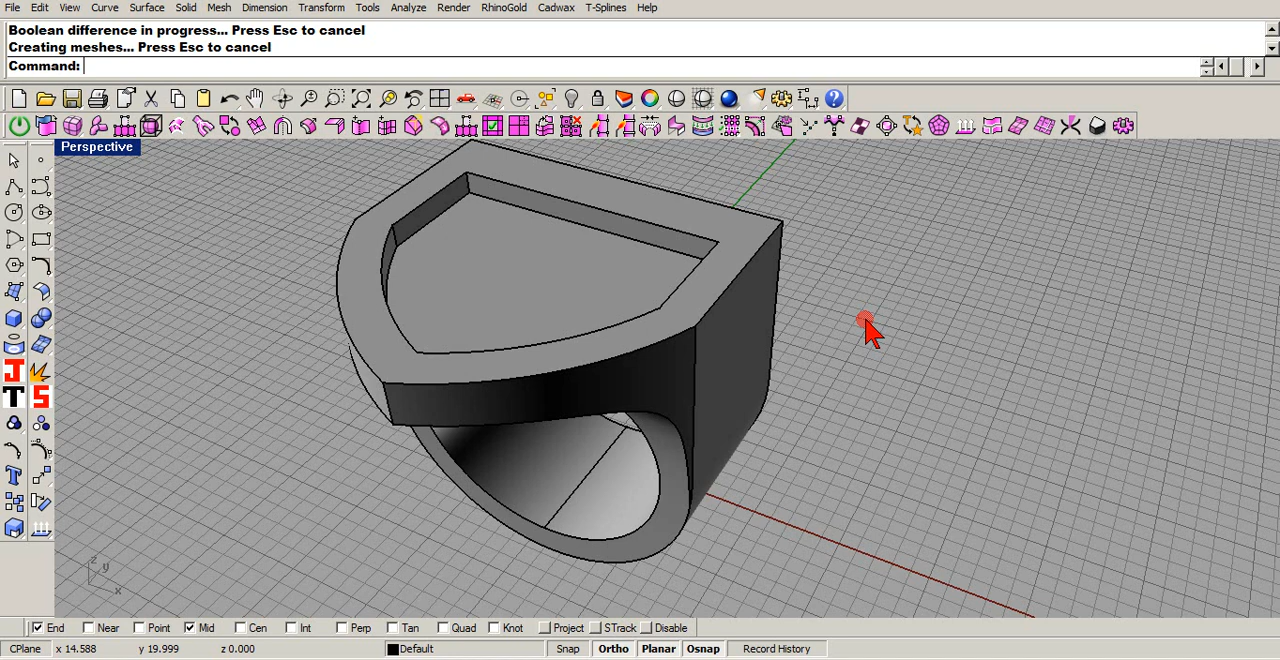 File Edit View Curve Surface Solid Mesh Dimension Transform Tools Analyze Render RhinoGold Cadwax T-Splines Help
Boolean difference in progress... Press Esc to cancel
Creating meshes... Press Esc to cancel
Command:
Perspective
J
T S
T
z
y
x
End Near Point Mid Cen Int Perp Tan Quad Knot Project STrack Disable
CPlane x 14.588 y 19.999 z 0.000 Default Snap Ortho Planar Osnap Record History